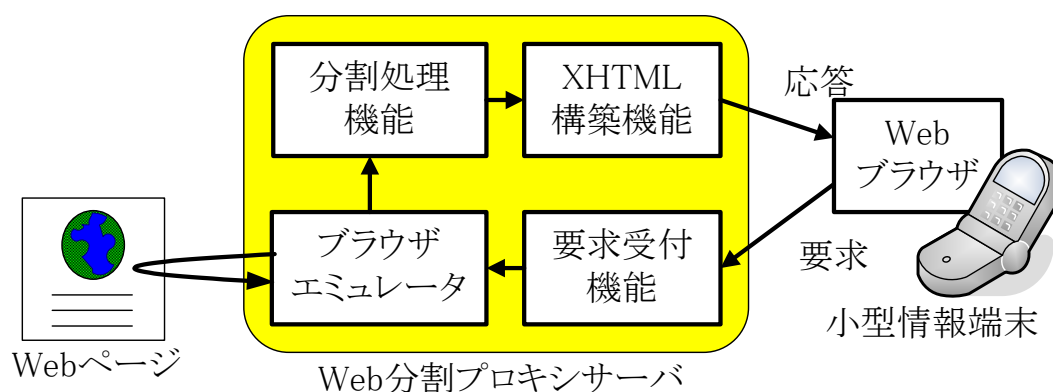 分割処理
機能
XHTML
構築機能
応答
Web
ブラウザ
ブラウザ
エミュレータ
要求受付
機能
要求
小型情報端末
Webページ
Web分割プロキシサーバ